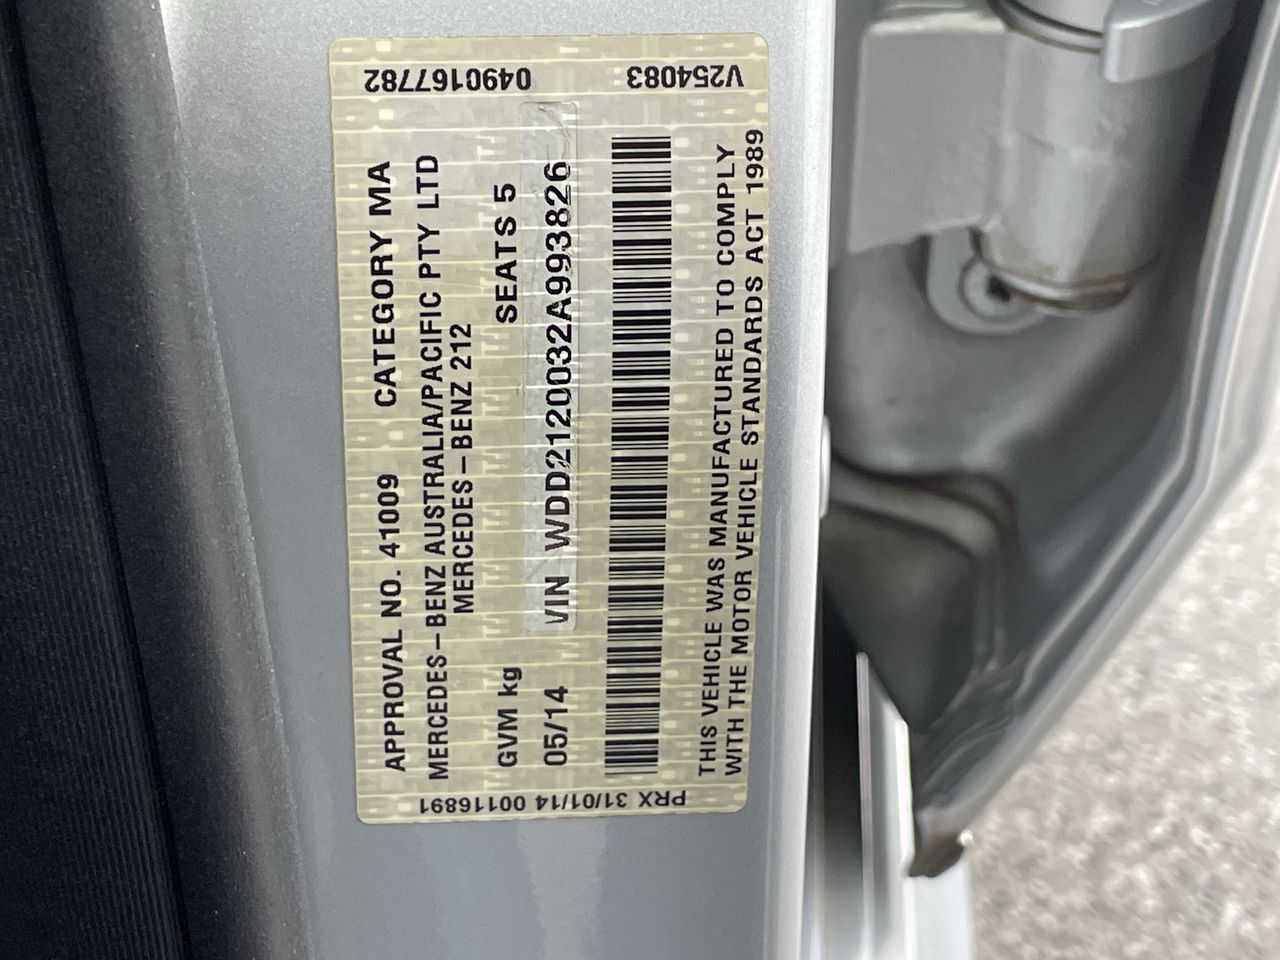 APPROVAL NO. 41009 CATEGORY MA
MERCEDES-BENZ AUSTRALIA/PACIFIC PTY LTD
MERCEDES-BENZ 212
GVM kg SEATS 5
05/14 VIN WDD2120032A993826
THIS VEHICLE WAS MANUFACTURED TO COMPLY
WITH THE MOTOR VEHICLE STANDARDS ACT 1989
PRX 31/01/14 00116891
V254083 0490167782